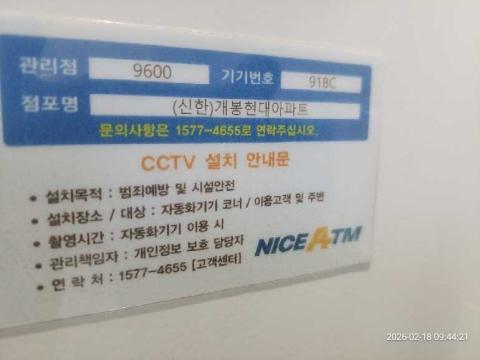 관리점 9600 기기번호 918C
점포명 (신한)개봉현대아파트
문의사항은 1577-4655로 연락주십시오.
CCTV 설치 안내문
• 설치목적 : 범죄예방 및 시설안전
• 설치장소 / 대상 : 자동화기기 코너 / 이용고객 및 주변
• 촬영시간 : 자동화기기 이용 시
• 관리책임자 : 개인정보 보호 담당자
• 연 락 처 : 1577-4655 [고객센터]
NICE ATM
2026-02-18 09:44:21